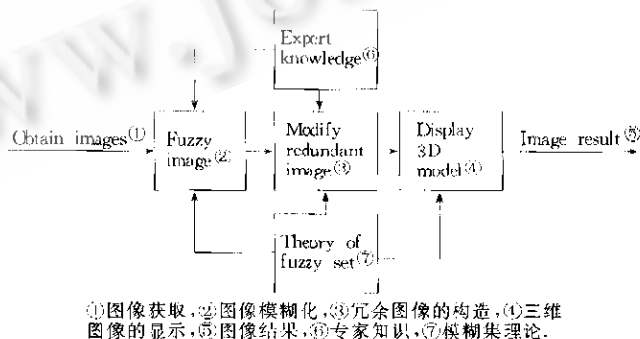 Expert
knowledge⑥
Obtain images①
Fuzzy
image②
Modify
redundant
image③
Display
3D
model④
Image result⑤
Theory of
fuzzy set⑦
①图像获取,②图像模糊化,③冗余图像的构造,④三维
图像的显示,⑤图像结果,⑥专家知识,⑦模糊集理论.